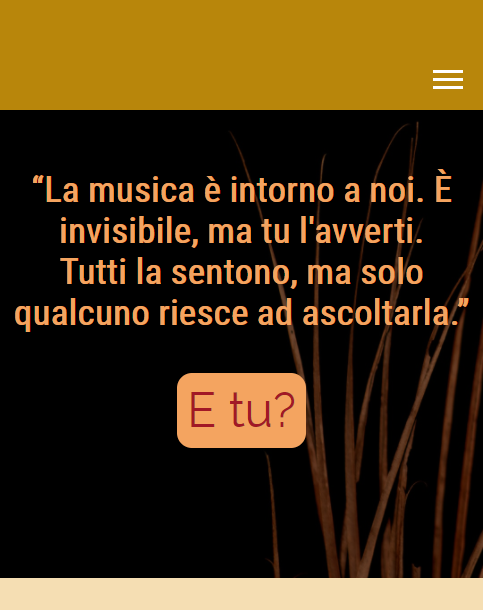 “La musica è intorno a noi. È
invisibile, ma tu l'avverti.
Tutti la sentono, ma solo
qualcuno riesce ad ascoltarla.”
E tu?